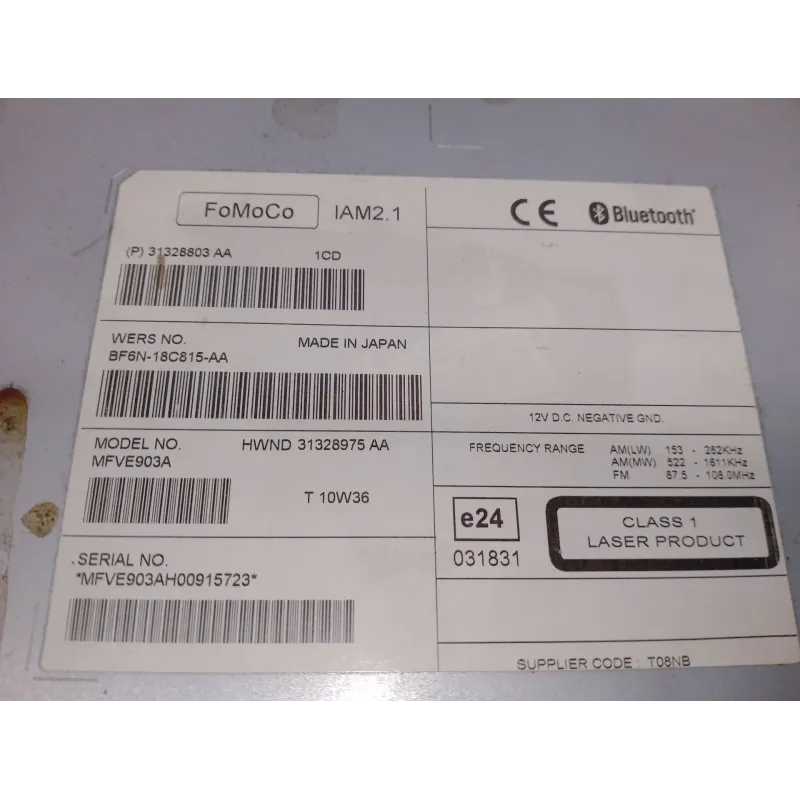 FoMoCo IAM2.1
(P) 31328803 AA 1CD
WERS NO.
BF6N-18C815-AA
MADE IN JAPAN
MODEL NO.
MFVE903A
HWND 31328975 AA
T 10W36
SERIAL NO.
*MFVE903AH00915723*
CE Bluetooth
12V D.C. NEGATIVE GND.
FREQUENCY RANGE AM(LW) 153 - 282KHz
AM(MW) 522 - 1611KHz
FM 87.5 - 108.0MHz
e24
031831
CLASS 1
LASER PRODUCT
SUPPLIER CODE : T08NB